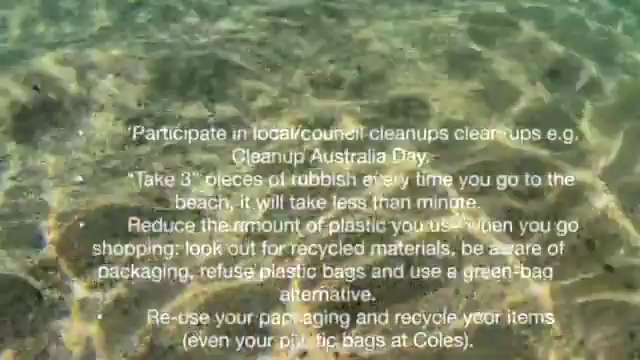 • 'Participate in local/council cleanups clean-ups e.g.
Cleanup Australia Day.
• "Take 3" pieces of rubbish every time you go to the
beach, it will take less than minute.
• Reduce the amount of plastic you use when you go
shopping: look out for recycled materials, be aware of
packaging, refuse plastic bags and use a green-bag
alternative.
• Re-use your packaging and recycle your items
(even your plastic bags at Coles).